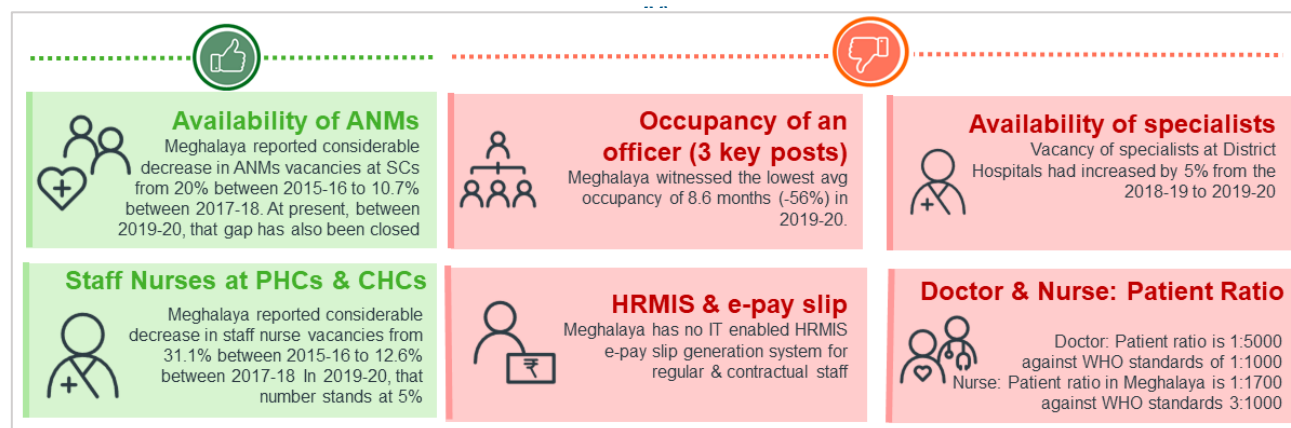 Availability of ANMs
Meghalaya reported considerable
decrease in ANMs vacancies at SCs
from 20% between 2015-16 to 10.7%
between 2017-18. At present, between
2019-20, that gap has also been closed
Occupancy of an
officer (3 key posts)
Meghalaya witnessed the lowest avg
occupancy of 8.6 months (-56%) in
2019-20.
Availability of specialists
Vacancy of specialists at District
Hospitals had increased by 5% from the
2018-19 to 2019-20
Staff Nurses at PHCs & CHCs
Meghalaya reported considerable
decrease in staff nurse vacancies from
31.1% between 2015-16 to 12.6%
between 2017-18 In 2019-20, that
number stands at 5%
HRMIS & e-pay slip
Meghalaya has no IT enabled HRMIS
e-pay slip generation system for
regular & contractual staff
₹
Doctor & Nurse: Patient Ratio
Doctor: Patient ratio is 1:5000
against WHO standards of 1:1000
Nurse: Patient ratio in Meghalaya is 1:1700
against WHO standards 3:1000